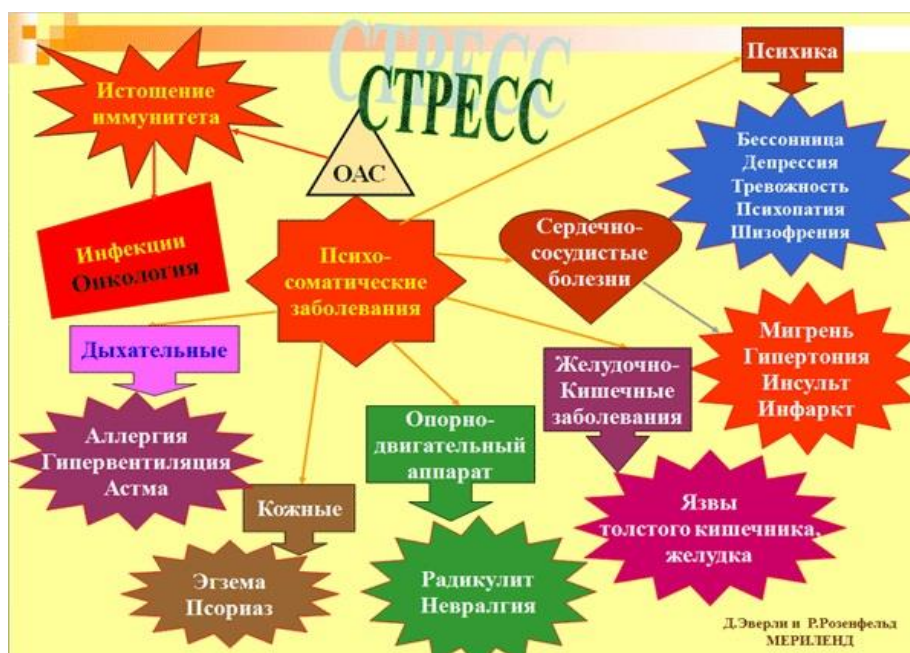 СТРЕСС
Истощение
иммунитета
ОАС
Инфекции
Онкология
Психо-
соматические
заболевания
Психика
Бессонница
Депрессия
Тревожность
Психопатия
Шизофрения
Сердечно-
сосудистые
болезни
Мигрень
Гипертония
Инсульт
Инфаркт
Дыхательные
Аллергия
Гипервентиляция
Астма
Кожные
Эгзема
Псориаз
Опорно-
двигательный
аппарат
Радикулит
Невралгия
Желудочно-
Кишечные
заболевания
Язвы
толстого кишечника,
желудка
Д.Эверли и Р.Розенфельд
МЕРИЛЕНД